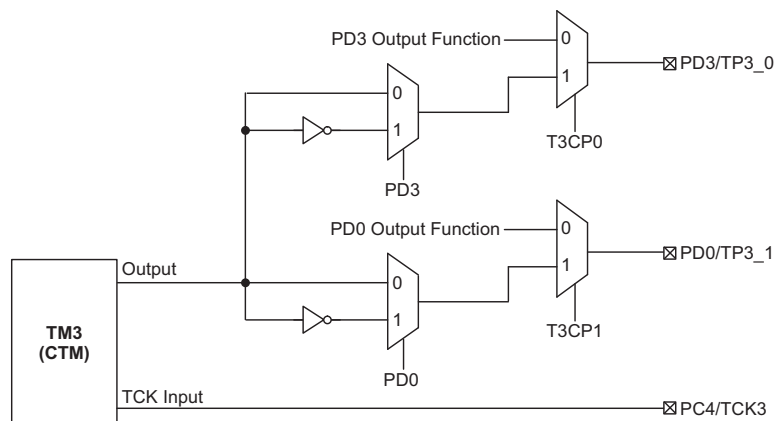 PD3 Output Function
0
1
PD3/TP3_0
T3CP0
0
1
PD3
PD0 Output Function
0
1
PD0/TP3_1
T3CP1
Output
0
1
PD0
TM3
(CTM)
TCK Input
PC4/TCK3